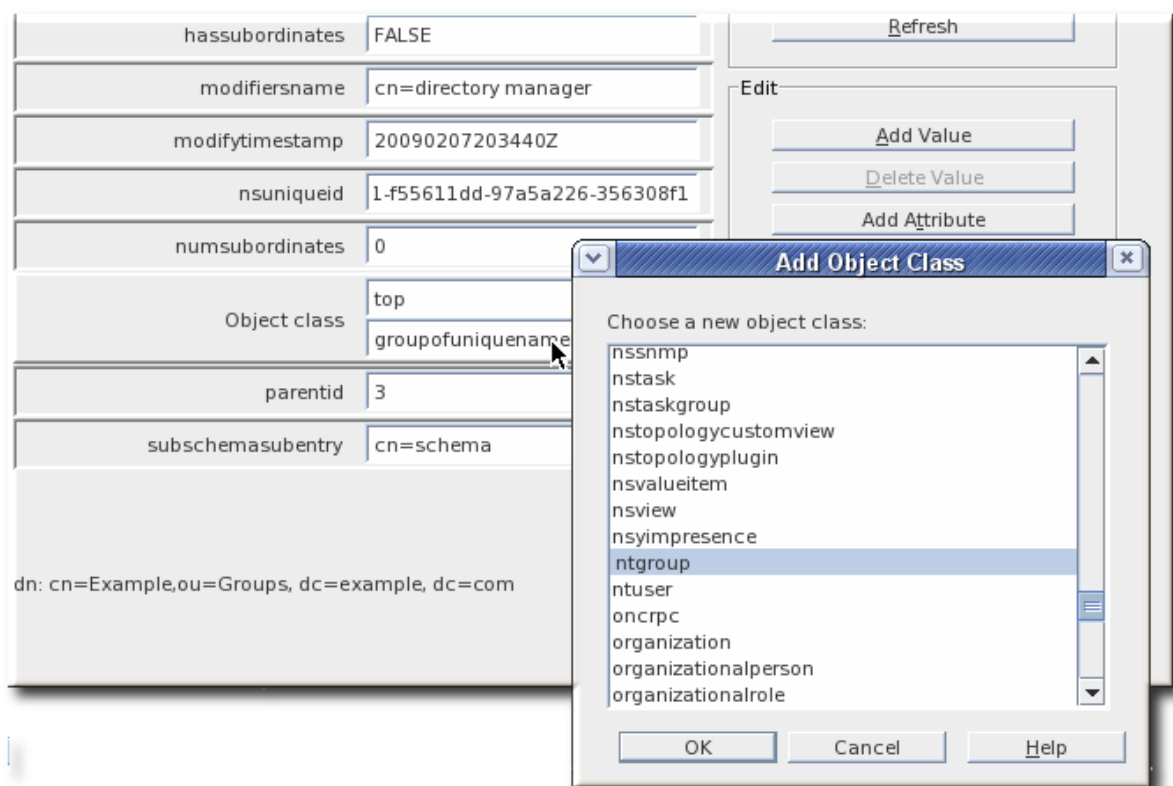 hassubordinates FALSE
Refresh
modifiersname cn=directory manager
Edit
modifytimestamp 20090207203440Z
Add Value
nsuniqueid 1-f55611dd-97a5a226-356308f1
Delete Value
numsubordinates 0
Add Attribute
Object class
top
groupofuniquename
parentid 3
subschemasubentry cn=schema
dn: cn=Example,ou=Groups, dc=example, dc=com
Add Object Class
Choose a new object class:
nssnmp
nstask
nstaskgroup
nstopologycustomview
nstopologyplugin
nsvalueitem
nsview
nsyimpresence
ntgroup
ntuser
oncrpc
organization
organizationalperson
organizationalrole
OK Cancel Help